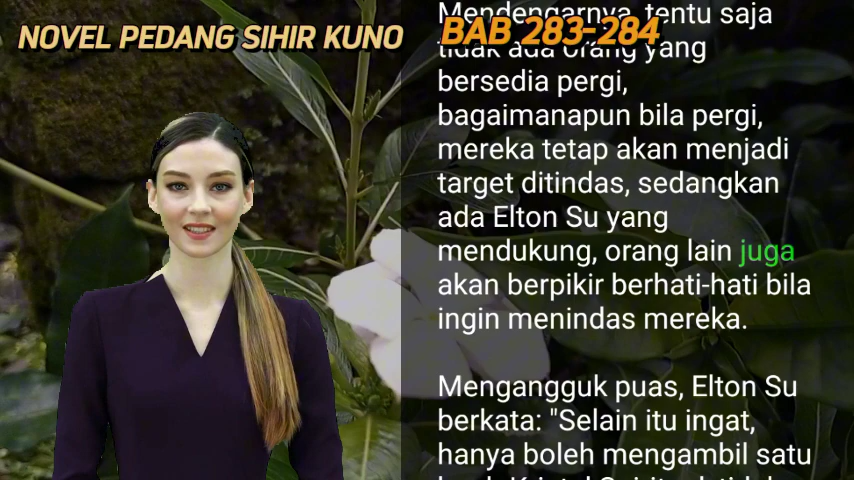 NOVEL PEDANG SIHIR KUNO
BAB 283-284
Mendengarnya, tentu saja
tidak ada orang yang
bersedia pergi,
bagaimanapun bila pergi,
mereka tetap akan menjadi
target ditindas, sedangkan
ada Elton Su yang
mendukung, orang lain juga
akan berpikir berhati-hati bila
ingin menindas mereka.
Mengangguk puas, Elton Su
berkata: "Selain itu ingat,
hanya boleh mengambil satu